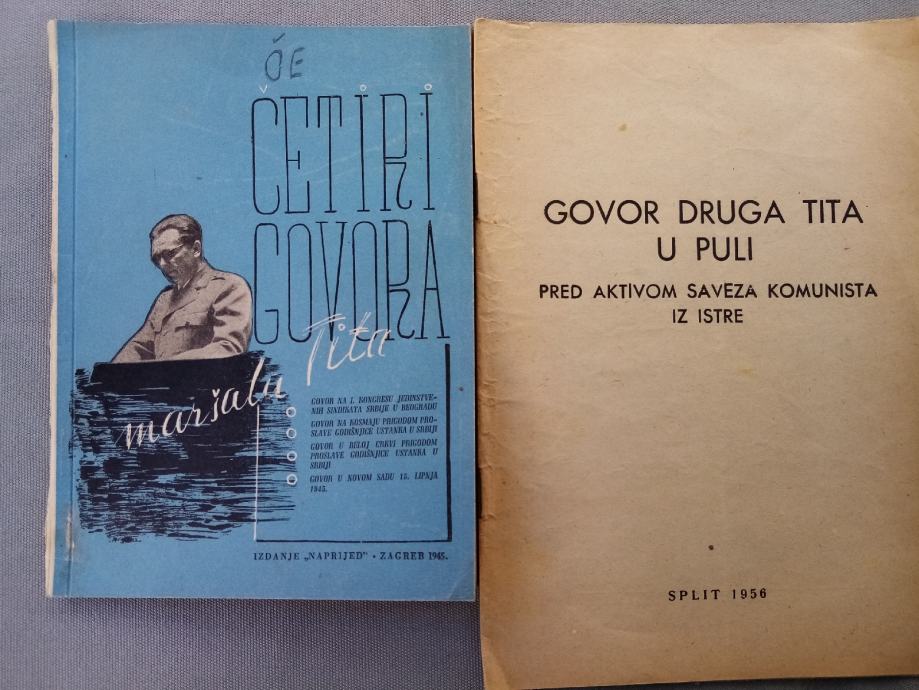 ČE
ČETIRI
GOVORA
maršala Tita
GOVOR NA I. KONGRESU JEDINSTVE-
NIH SINDIKATA SRBIJE U BEOGRADU
GOVOR NA KOSMAJU PRIGODOM PRO-
SLAVE GODIŠNJICE USTANKA U SRBIJI
GOVOR U BELOJ CRKVI PRIGODOM
PROSLAVE GODIŠNJICE USTANKA U
SRBIJI
GOVOR U NOVOM SADU 15. LIPNJA
1945.
IZDANJE „NAPRIJED" • ZAGREB 1945.
GOVOR DRUGA TITA
U PULI
PRED AKTIVOM SAVEZA KOMUNISTA
IZ ISTRE
SPLIT 1956